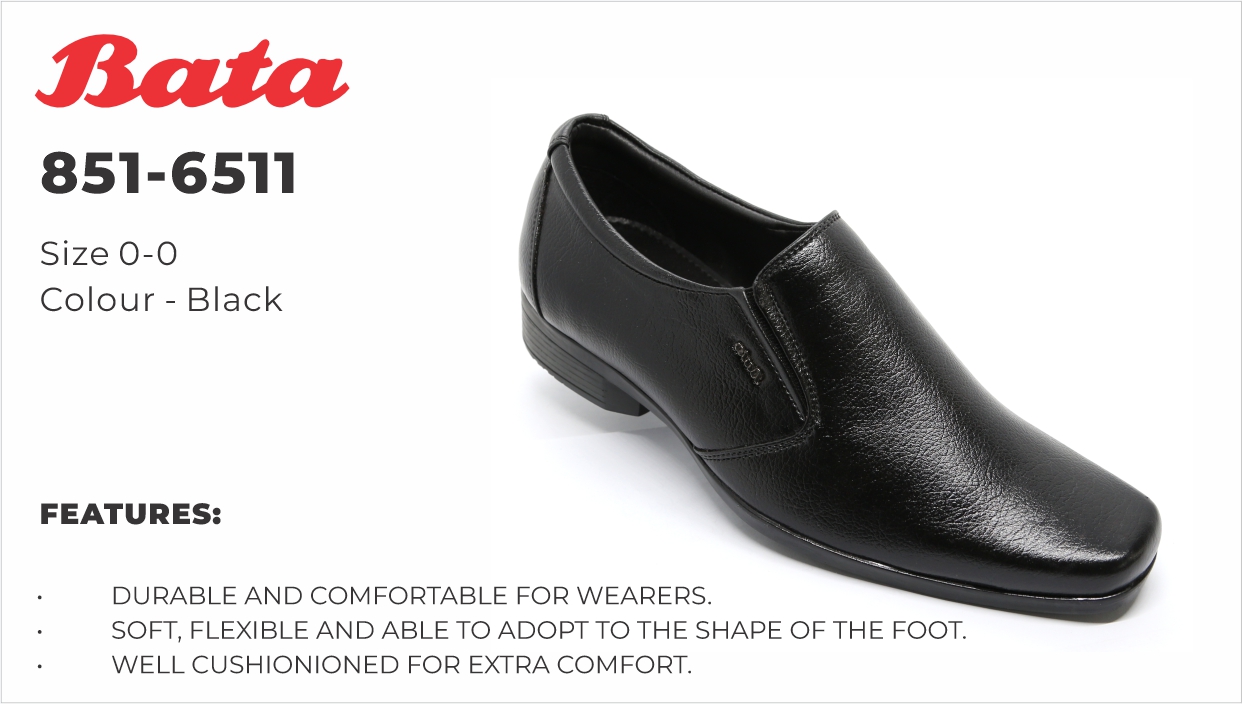 Bata
851-6511
Size 0-0
Colour - Black
FEATURES:
· DURABLE AND COMFORTABLE FOR WEARERS.
· SOFT, FLEXIBLE AND ABLE TO ADOPT TO THE SHAPE OF THE FOOT.
· WELL CUSHIONIONED FOR EXTRA COMFORT.